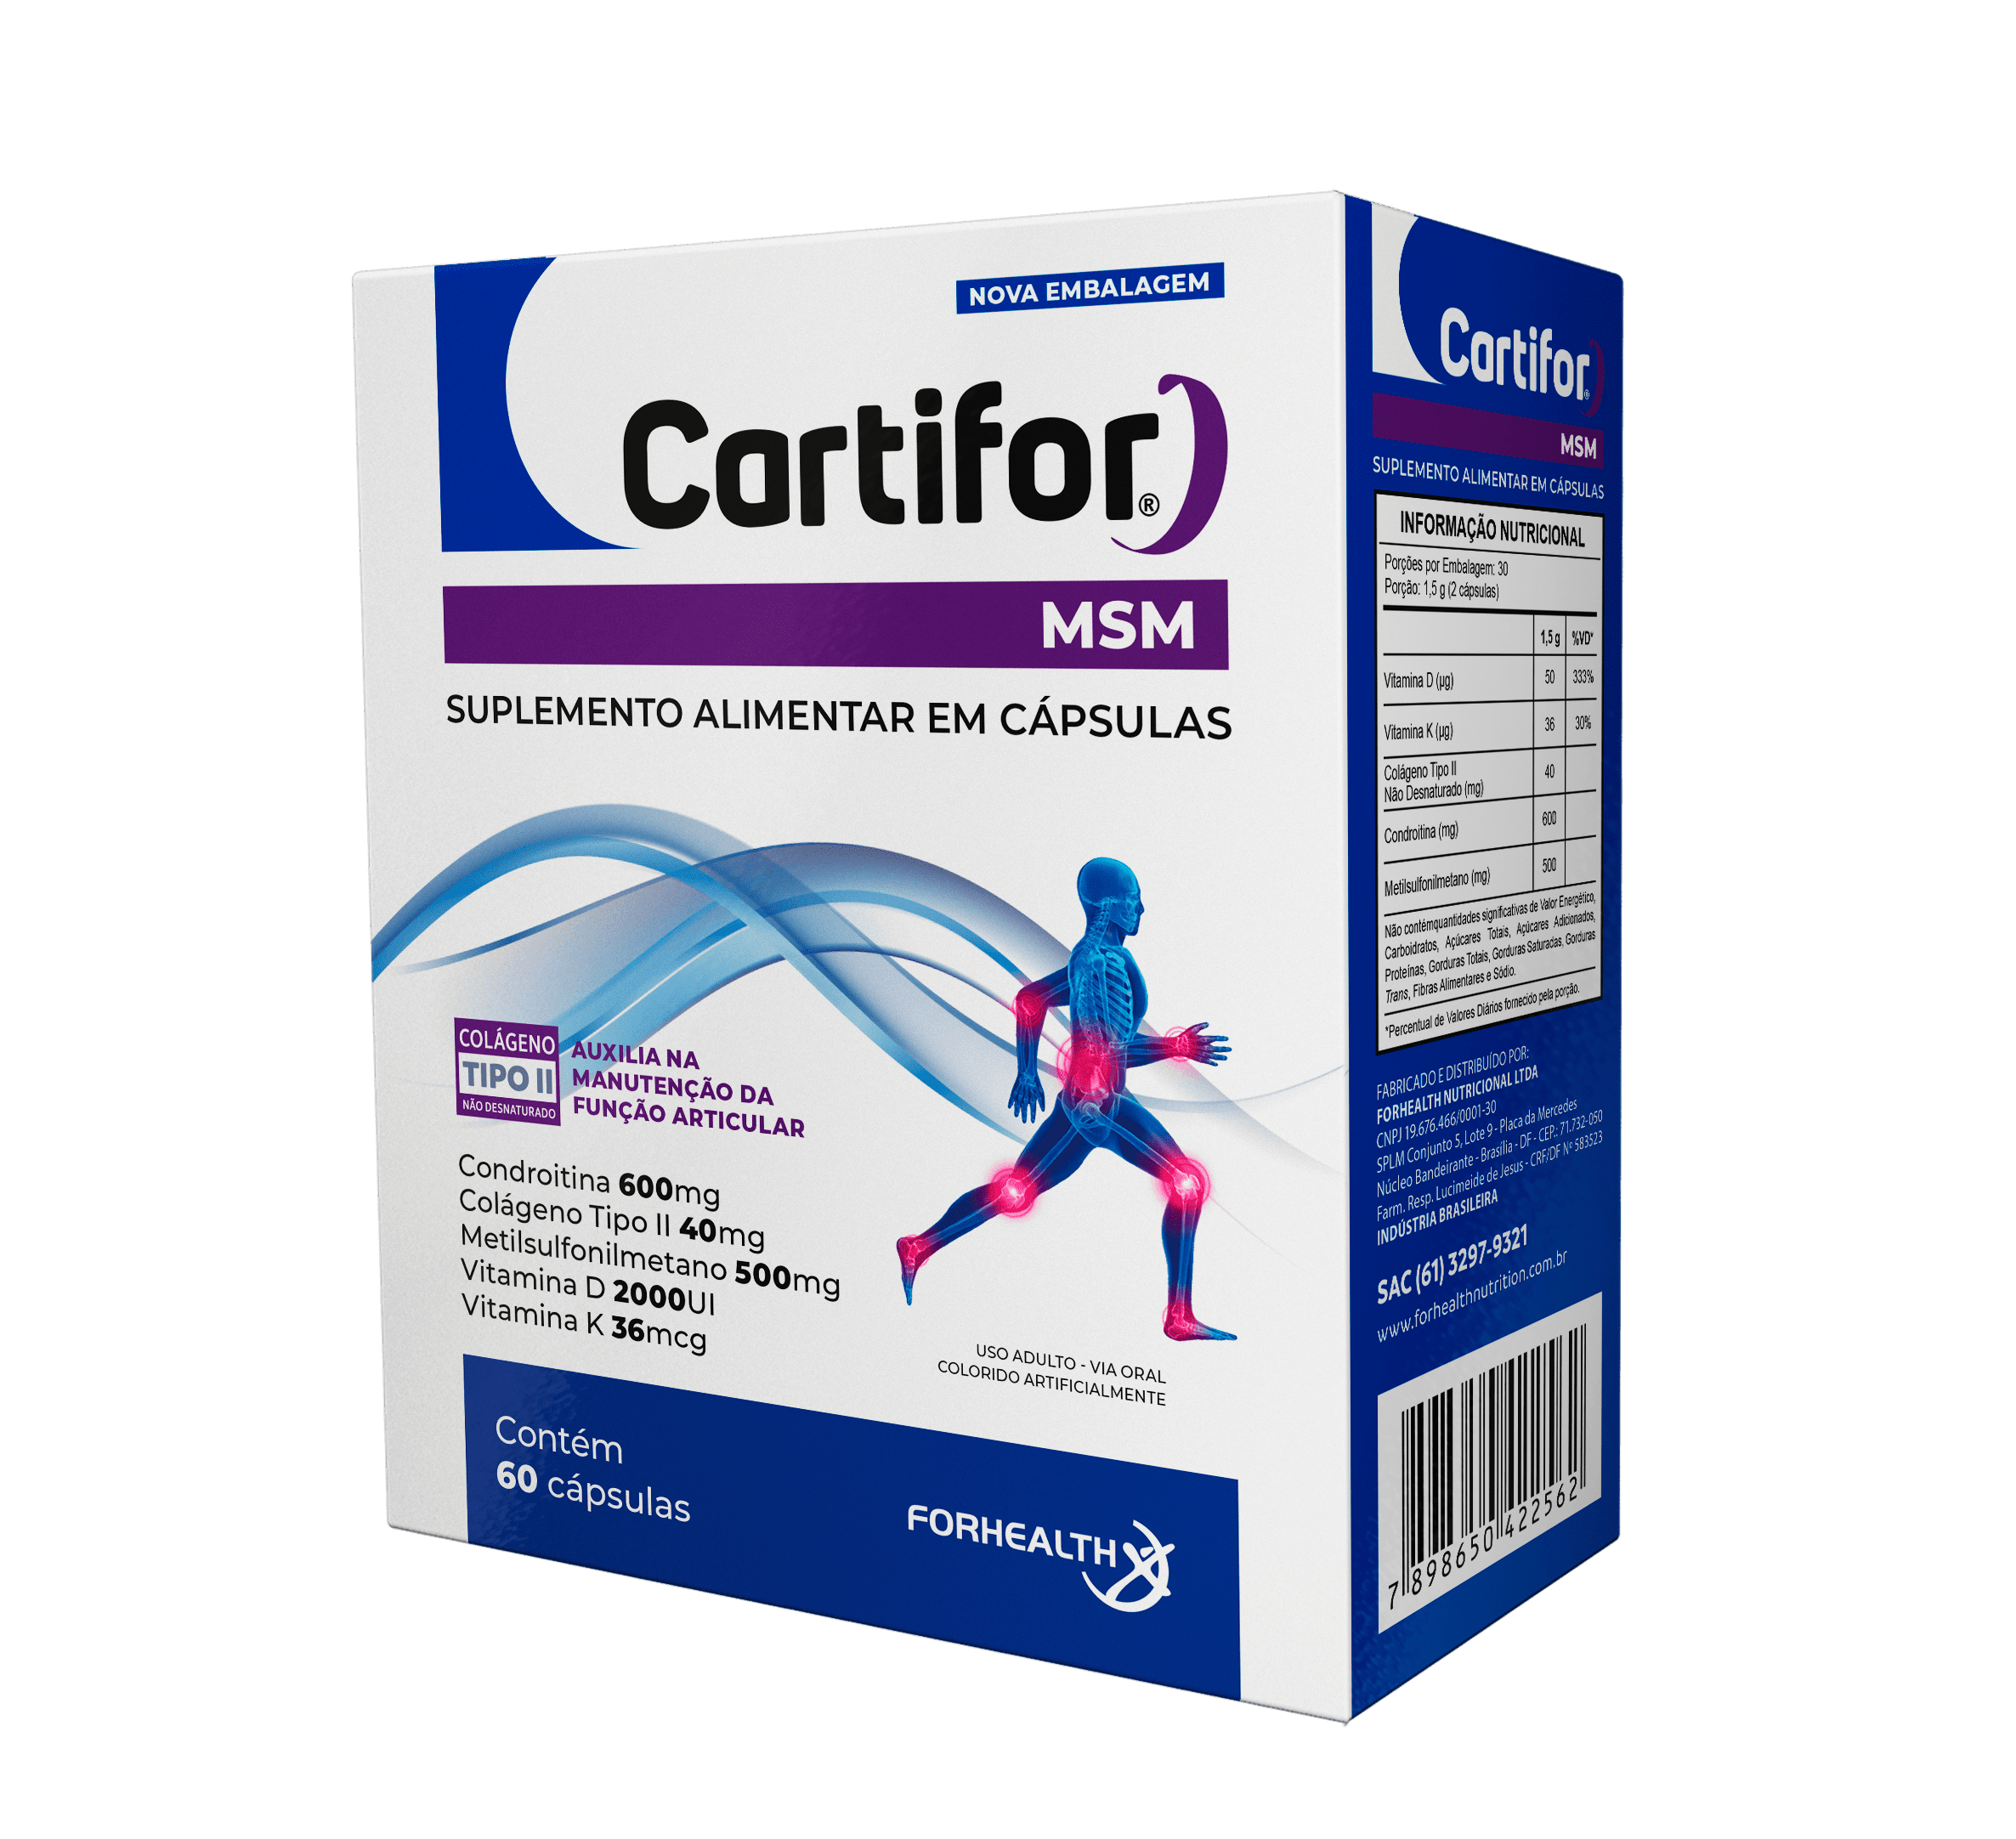 NOVA EMBALAGEM
Cartifor®
MSM
SUPLEMENTO ALIMENTAR EM CÁPSULAS
COLÁGENO
TIPO II
NÃO DESNATURADO
AUXILIA NA
MANUTENÇÃO DA
FUNÇÃO ARTICULAR
Condroitina 600mg
Colágeno Tipo II 40mg
Metilsulfonilmetano 500mg
Vitamina D 2000UI
Vitamina K 36mcg
USO ADULTO - VIA ORAL
COLORIDO ARTIFICIALMENTE
Contém
60 cápsulas
FORHEALTH
Cartifor®
MSM
SUPLEMENTO ALIMENTAR EM CÁPSULAS
INFORMAÇÃO NUTRICIONAL
Porções por Embalagem: 30
Porção: 1,5 g (2 cápsulas)
1,5 g %VD*
Vitamina D (µg) 50 333%
Vitamina K (µg) 36 30%
Colágeno Tipo II
Não Desnaturado (mg) 40
Condroitina (mg) 600
Metilsulfonilmetano (mg) 500
Não contémquantidades significativas de Valor Energético,
Carboidratos, Açúcares Totais, Açúcares Adicionados,
Proteínas, Gorduras Totais, Gorduras Saturadas, Gorduras
Trans, Fibras Alimentares e Sódio.
*Percentual de Valores Diários fornecido pela porção.
FABRICADO E DISTRIBUÍDO POR:
FORHEALTH NUTRICIONAL LTDA
CNPJ 19.676.466/0001-30
SPLM Conjunto 5, Lote 9 - Placa da Mercedes
Núcleo Bandeirante - Brasília - DF - CEP.: 71.732-050
Farm. Resp. Lucimeide de Jesus - CRF/DF Nº 583523
INDÚSTRIA BRASILEIRA
SAC (61) 3297-9321
www.forhealthnutrition.com.br
7 898650 422562